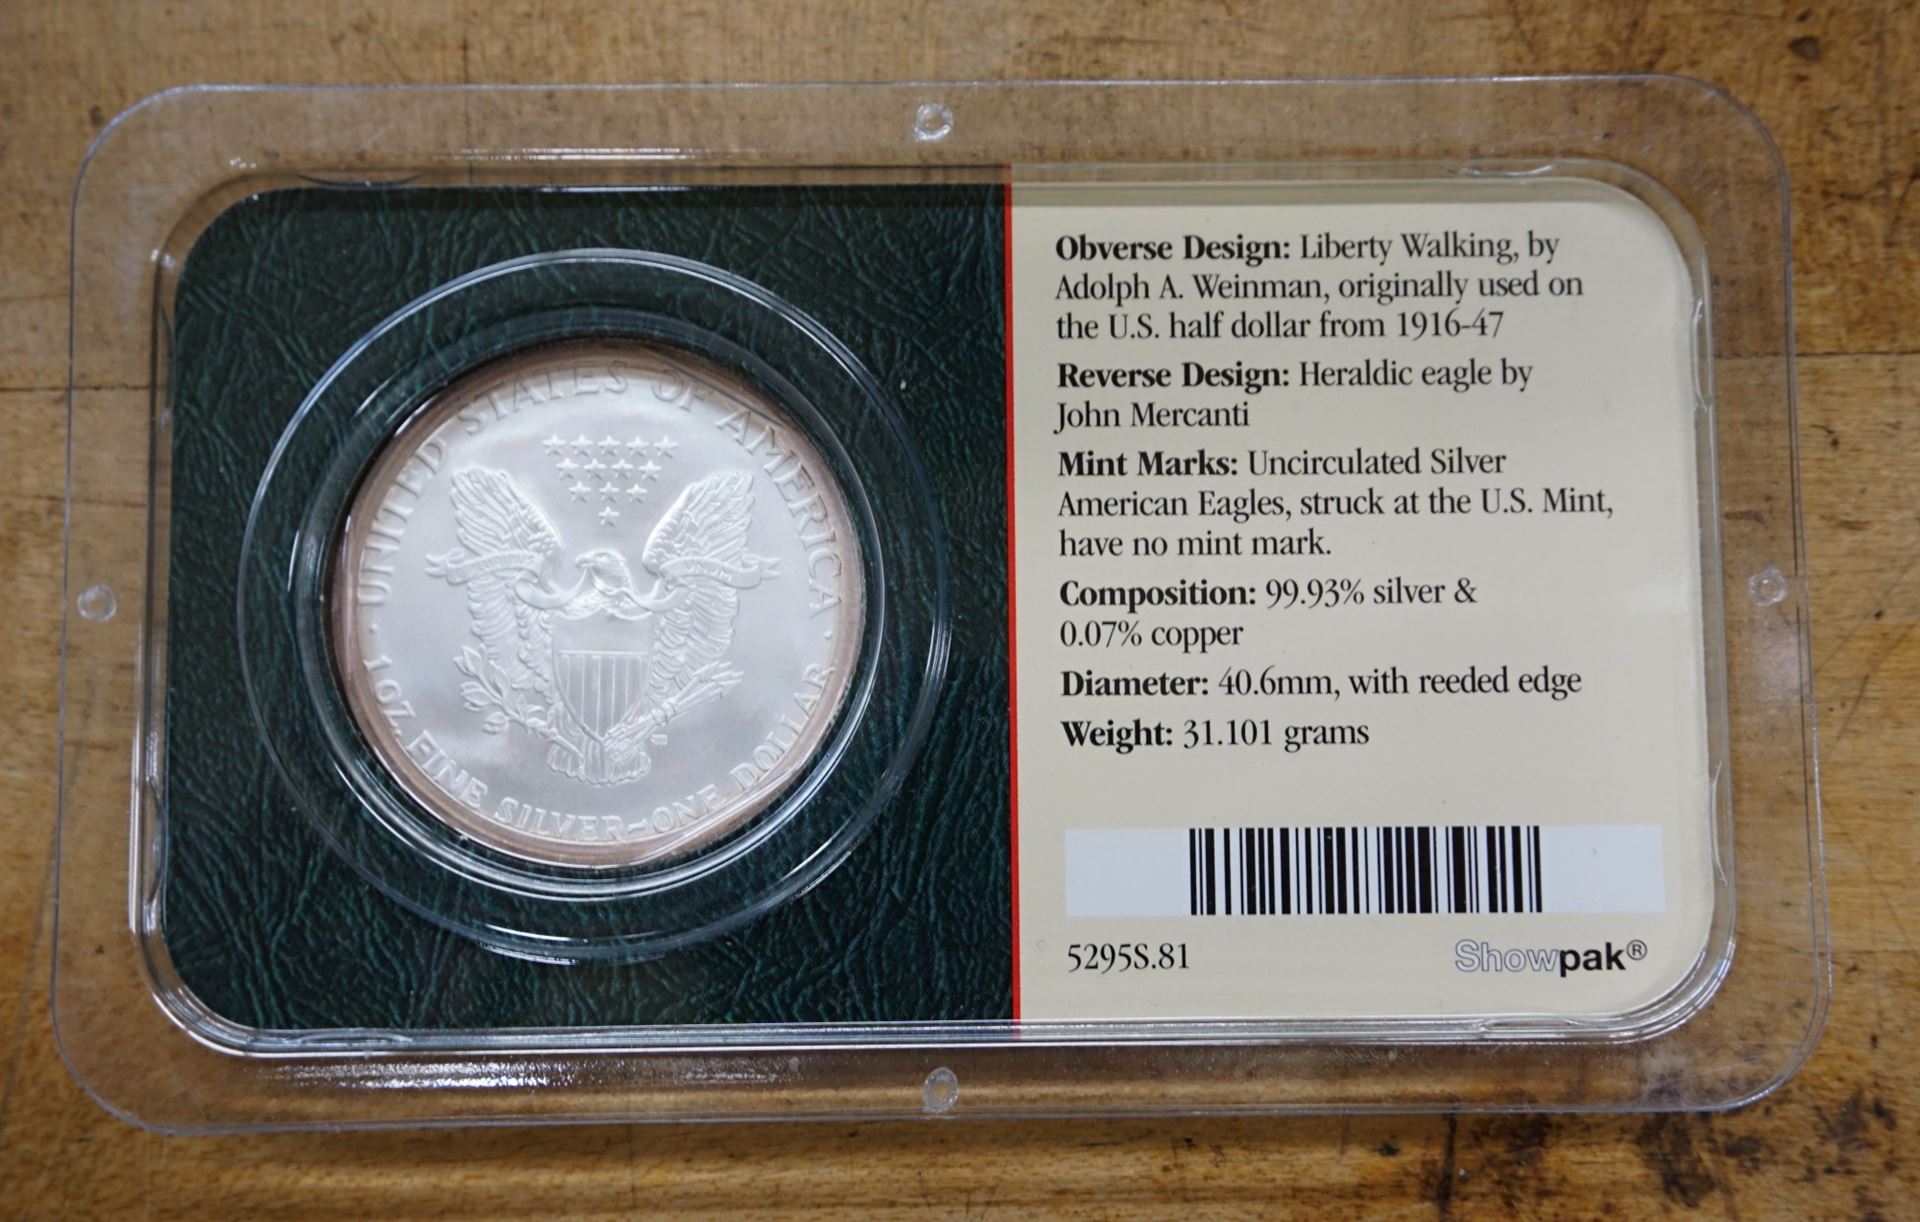 UNITED STATES OF AMERICA
PLURIBUS UNUM
1 OZ. FINE SILVER~ONE DOLLAR
Obverse Design: Liberty Walking, by
Adolph A. Weinman, originally used on
the U.S. half dollar from 1916-47
Reverse Design: Heraldic eagle by
John Mercanti
Mint Marks: Uncirculated Silver
American Eagles, struck at the U.S. Mint,
have no mint mark.
Composition: 99.93% silver &
0.07% copper
Diameter: 40.6mm, with reeded edge
Weight: 31.101 grams
5295S.81
Showpak®